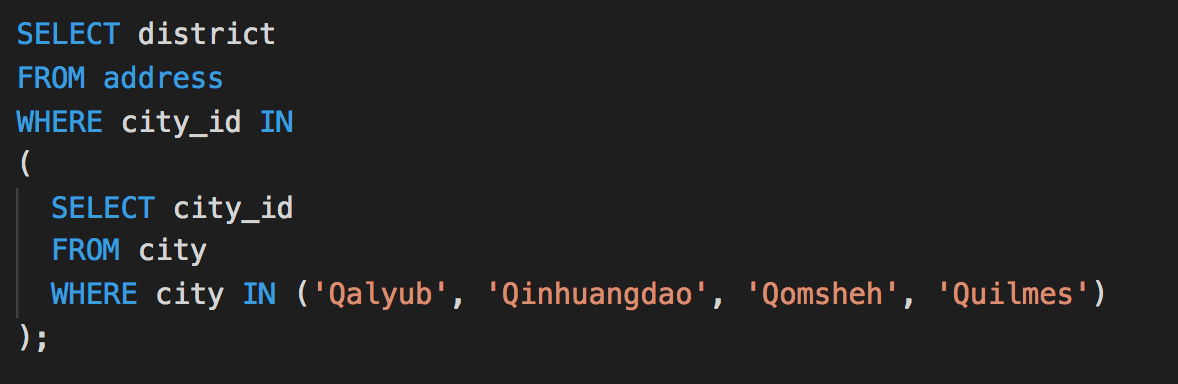 SELECT district
FROM address
WHERE city_id IN
(
  SELECT city_id
  FROM city
  WHERE city IN ('Qalyub', 'Qinhuangdao', 'Qomsheh', 'Quilmes')
);